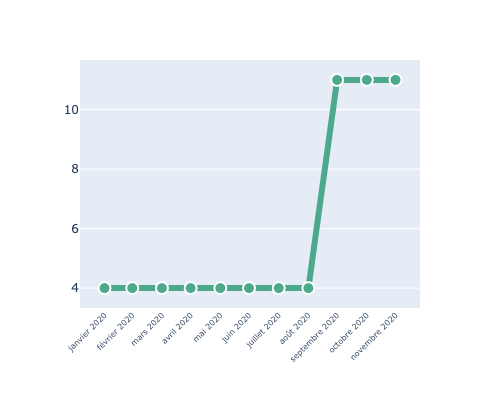 10
8
6
4
janvier 2020
février 2020
mars 2020
avril 2020
mai 2020
juin 2020
juillet 2020
août 2020
septembre 2020
octobre 2020
novembre 2020